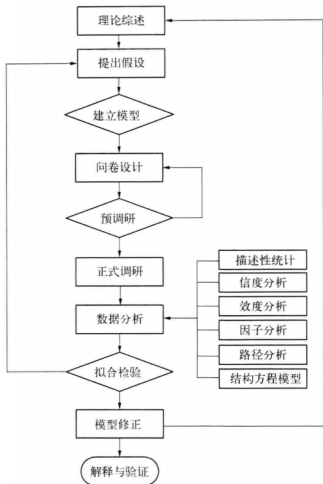 理论综述
提出假设
建立模型
问卷设计
预调研
正式调研
数据分析
描述性统计
信度分析
效度分析
因子分析
路径分析
结构方程模型
拟合检验
模型修正
解释与验证